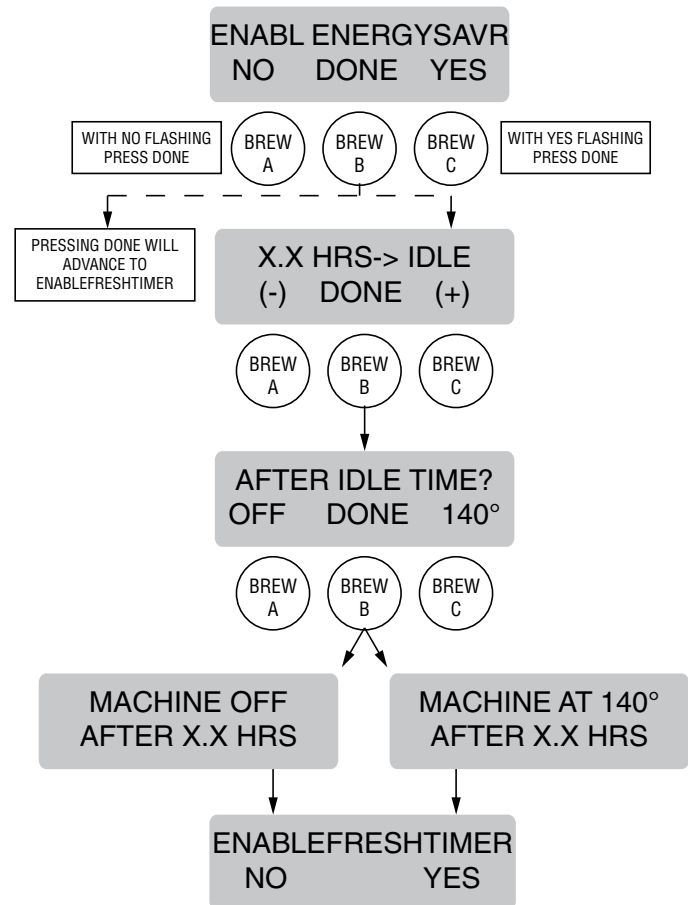 ENABL ENERGYSAVR
NO DONE YES
WITH NO FLASHING
PRESS DONE
BREW
A
BREW
B
BREW
C
WITH YES FLASHING
PRESS DONE
PRESSING DONE WILL
ADVANCE TO
ENABLEFRESHTIMER
X.X HRS-> IDLE
(-) DONE (+)
BREW
A
BREW
B
BREW
C
AFTER IDLE TIME?
OFF DONE 140°
BREW
A
BREW
B
BREW
C
MACHINE OFF
AFTER X.X HRS
MACHINE AT 140°
AFTER X.X HRS
ENABLEFRESHTIMER
NO YES